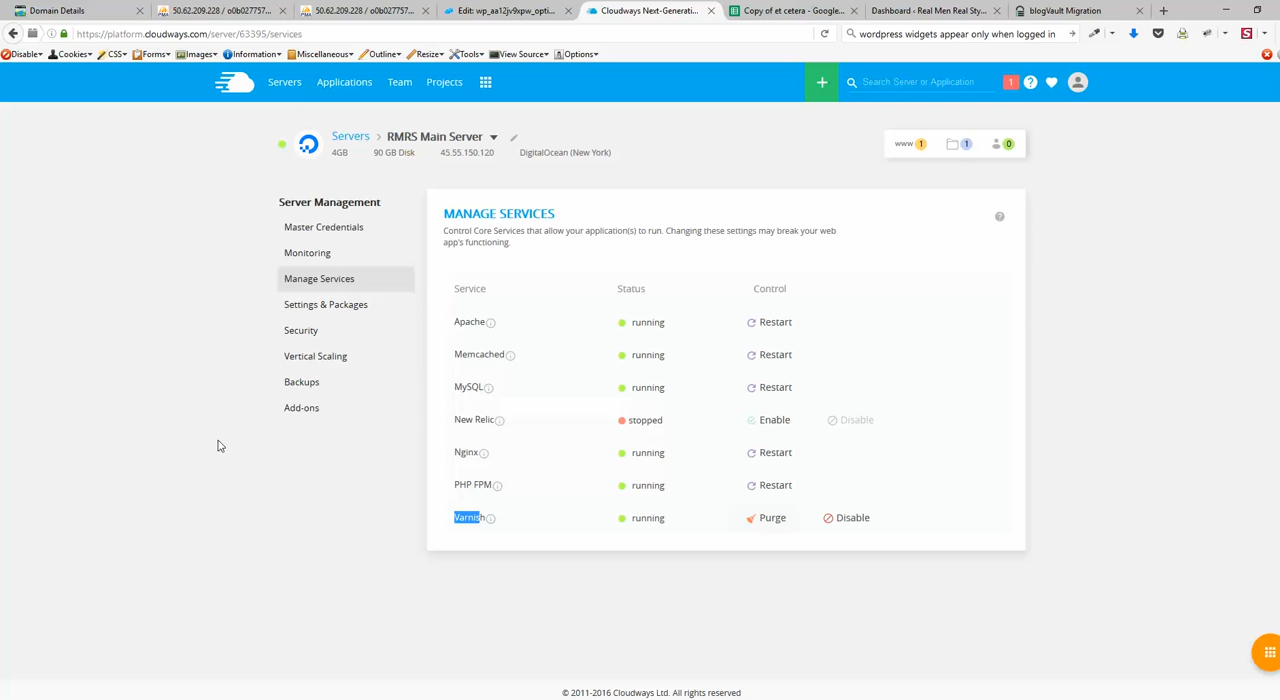 Domain Details
50.62.209.228 / o0b027757...
50.62.209.228 / o0b027757...
Edit: wp_aa12jv9xpw_opti...
Cloudways Next-Generati...
Copy of et cetera - Google...
Dashboard ‹ Real Men Real Sty...
blogVault Migration
https://platform.cloudways.com/server/63395/services
wordpress widgets appear only when logged in
Disable Cookies CSS Forms Images Information Miscellaneous Outline Resize Tools View Source Options
Servers Applications Team Projects
+ Search Server or Application 1
Servers > RMRS Main Server
4GB 90 GB Disk 45.55.150.120 DigitalOcean (New York)
www 1 1 0
Server Management
Master Credentials
Monitoring
Manage Services
Settings & Packages
Security
Vertical Scaling
Backups
Add-ons
MANAGE SERVICES
Control Core Services that allow your application(s) to run. Changing these settings may break your web
app's functioning.
Service Status Control
Apache running Restart
Memcached running Restart
MySQL running Restart
New Relic stopped Enable Disable
Nginx running Restart
PHP FPM running Restart
Varnish running Purge Disable
© 2011-2016 Cloudways Ltd. All rights reserved